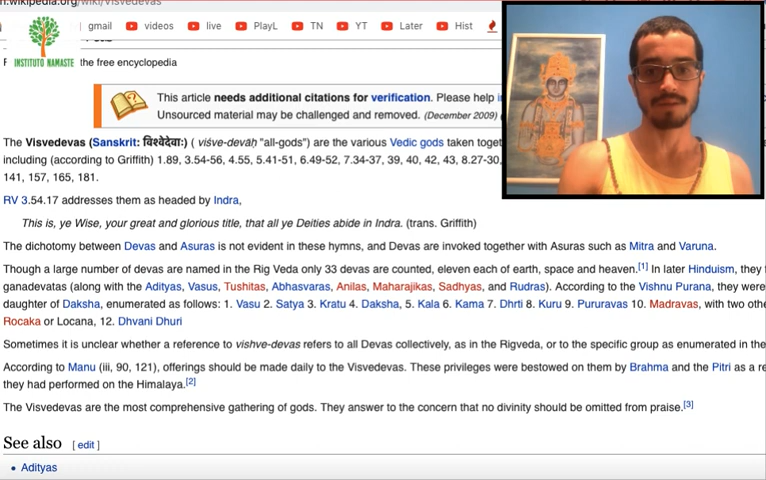 n.wikipedia.org/wiki/Visvedevas
gmail videos live PlayL TN YT Later Hist
INSTITUTO NAMASTE
the free encyclopedia
This article needs additional citations for verification. Please help i
Unsourced material may be challenged and removed. (December 2009) (
The Visvedevas (Sanskrit: विश्वेदेवाः) ( viśve-devāḥ "all-gods") are the various Vedic gods taken toget
including (according to Griffith) 1.89, 3.54-56, 4.55, 5.41-51, 6.49-52, 7.34-37, 39, 40, 42, 43, 8.27-30,
141, 157, 165, 181.
RV 3.54.17 addresses them as headed by Indra,
This is, ye Wise, your great and glorious title, that all ye Deities abide in Indra. (trans. Griffith)
The dichotomy between Devas and Asuras is not evident in these hymns, and Devas are invoked together with Asuras such as Mitra and Varuna.
Though a large number of devas are named in the Rig Veda only 33 devas are counted, eleven each of earth, space and heaven.[1] In later Hinduism, they
ganadevatas (along with the Adityas, Vasus, Tushitas, Abhasvaras, Anilas, Maharajikas, Sadhyas, and Rudras). According to the Vishnu Purana, they were
daughter of Daksha, enumerated as follows: 1. Vasu 2. Satya 3. Kratu 4. Daksha, 5. Kala 6. Kama 7. Dhrti 8. Kuru 9. Pururavas 10. Madravas, with two othe
Rocaka or Locana, 12. Dhvani Dhuri
Sometimes it is unclear whether a reference to vishve-devas refers to all Devas collectively, as in the Rigveda, or to the specific group as enumerated in the
According to Manu (iii, 90, 121), offerings should be made daily to the Visvedevas. These privileges were bestowed on them by Brahma and the Pitri as a re
they had performed on the Himalaya.[2]
The Visvedevas are the most comprehensive gathering of gods. They answer to the concern that no divinity should be omitted from praise.[3]
See also [ edit ]
• Adityas